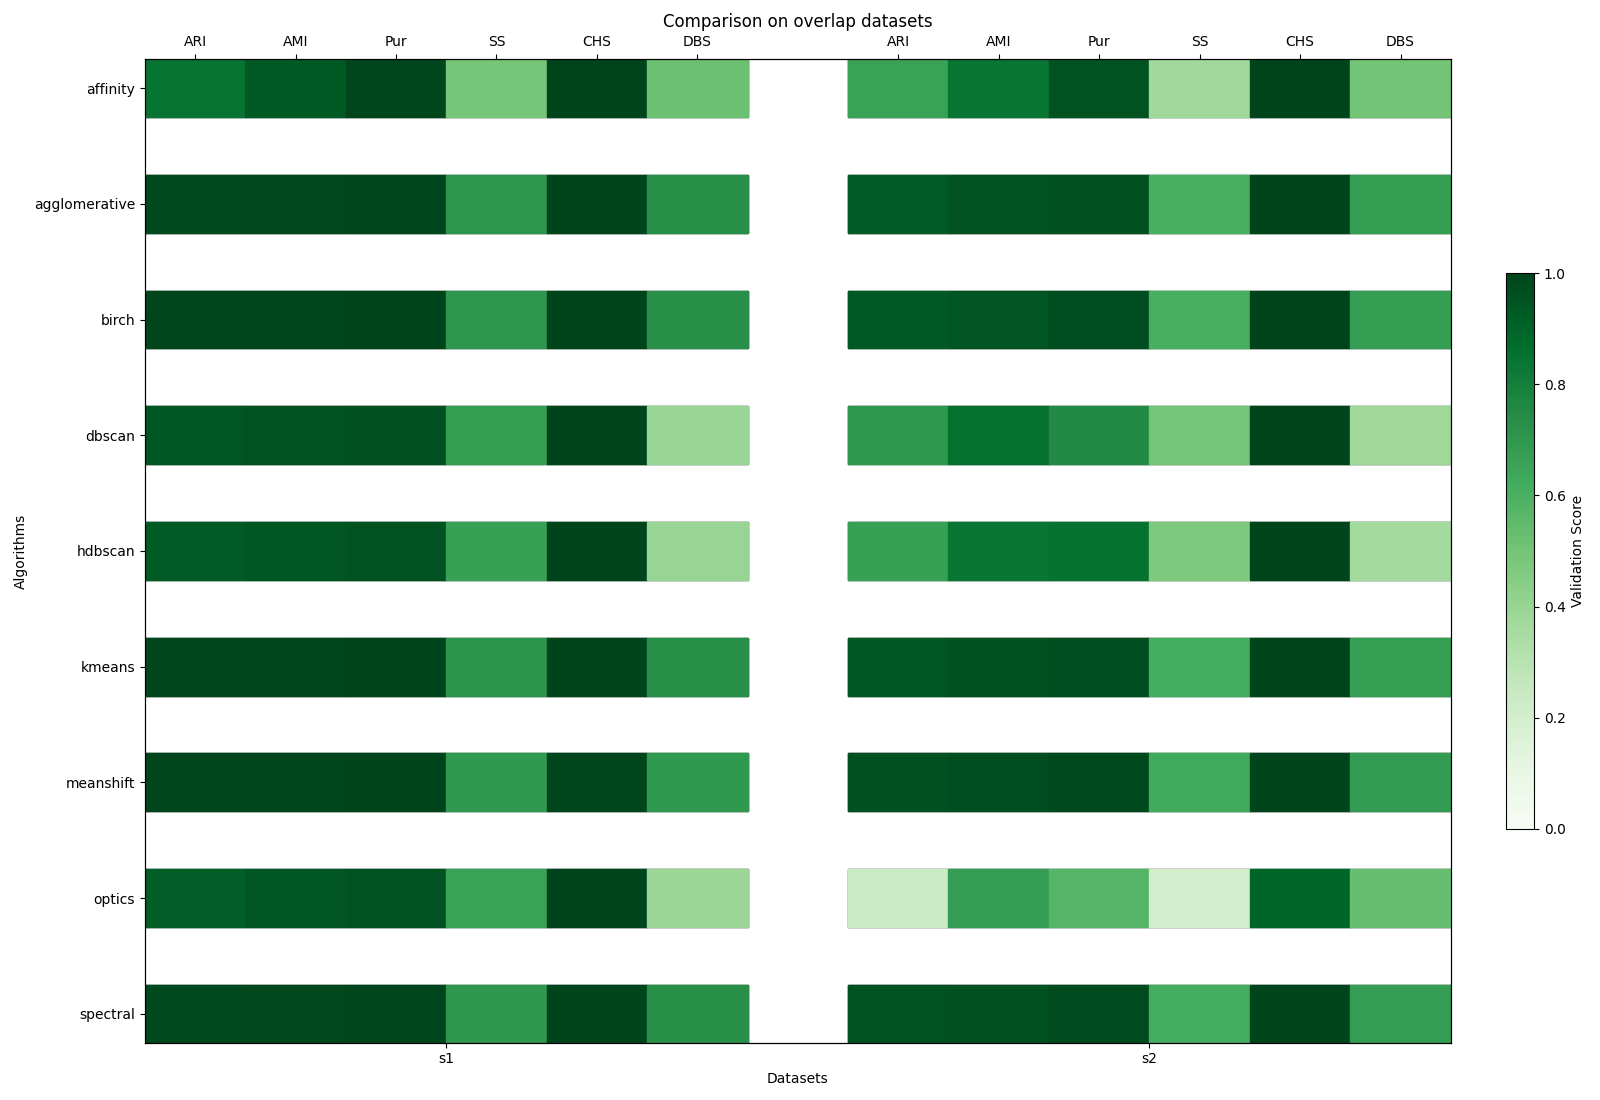 Comparison on overlap datasets
ARI AMI Pur SS CHS DBS ARI AMI Pur SS CHS DBS
affinity
agglomerative
birch
dbscan
hdbscan
kmeans
meanshift
optics
spectral
Algorithms
s1 s2
Datasets
1.0
0.8
0.6
0.4
0.2
0.0
Validation Score